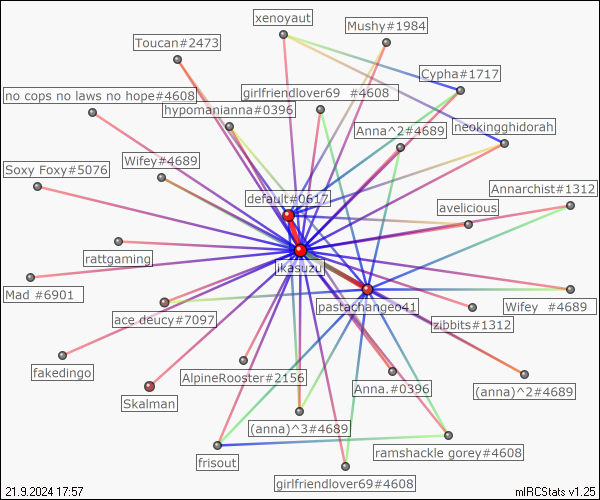 xenoyaut
Mushy#1984
Toucan#2473
Cypha#1717
no cops no laws no hope#4608
girlfriendlover69 #4608
hypomanianna#0396
Anna^2#4689
neokingghidorah
Wifey#4689
Soxy Foxy#5076
default#0617
Annarchist#1312
avelicious
rattgaming
ikasuzu
Mad #6901
pastachangeo41
Wifey #4689
ace deucy#7097
zibbits#1312
fakedingo
AlpineRooster#2156
Anna.#0396
(anna)^2#4689
Skalman
(anna)^3#4689
ramshackle gorey#4608
frisout
girlfriendlover69#4608
21.9.2024 17:57
mIRCStats v1.25